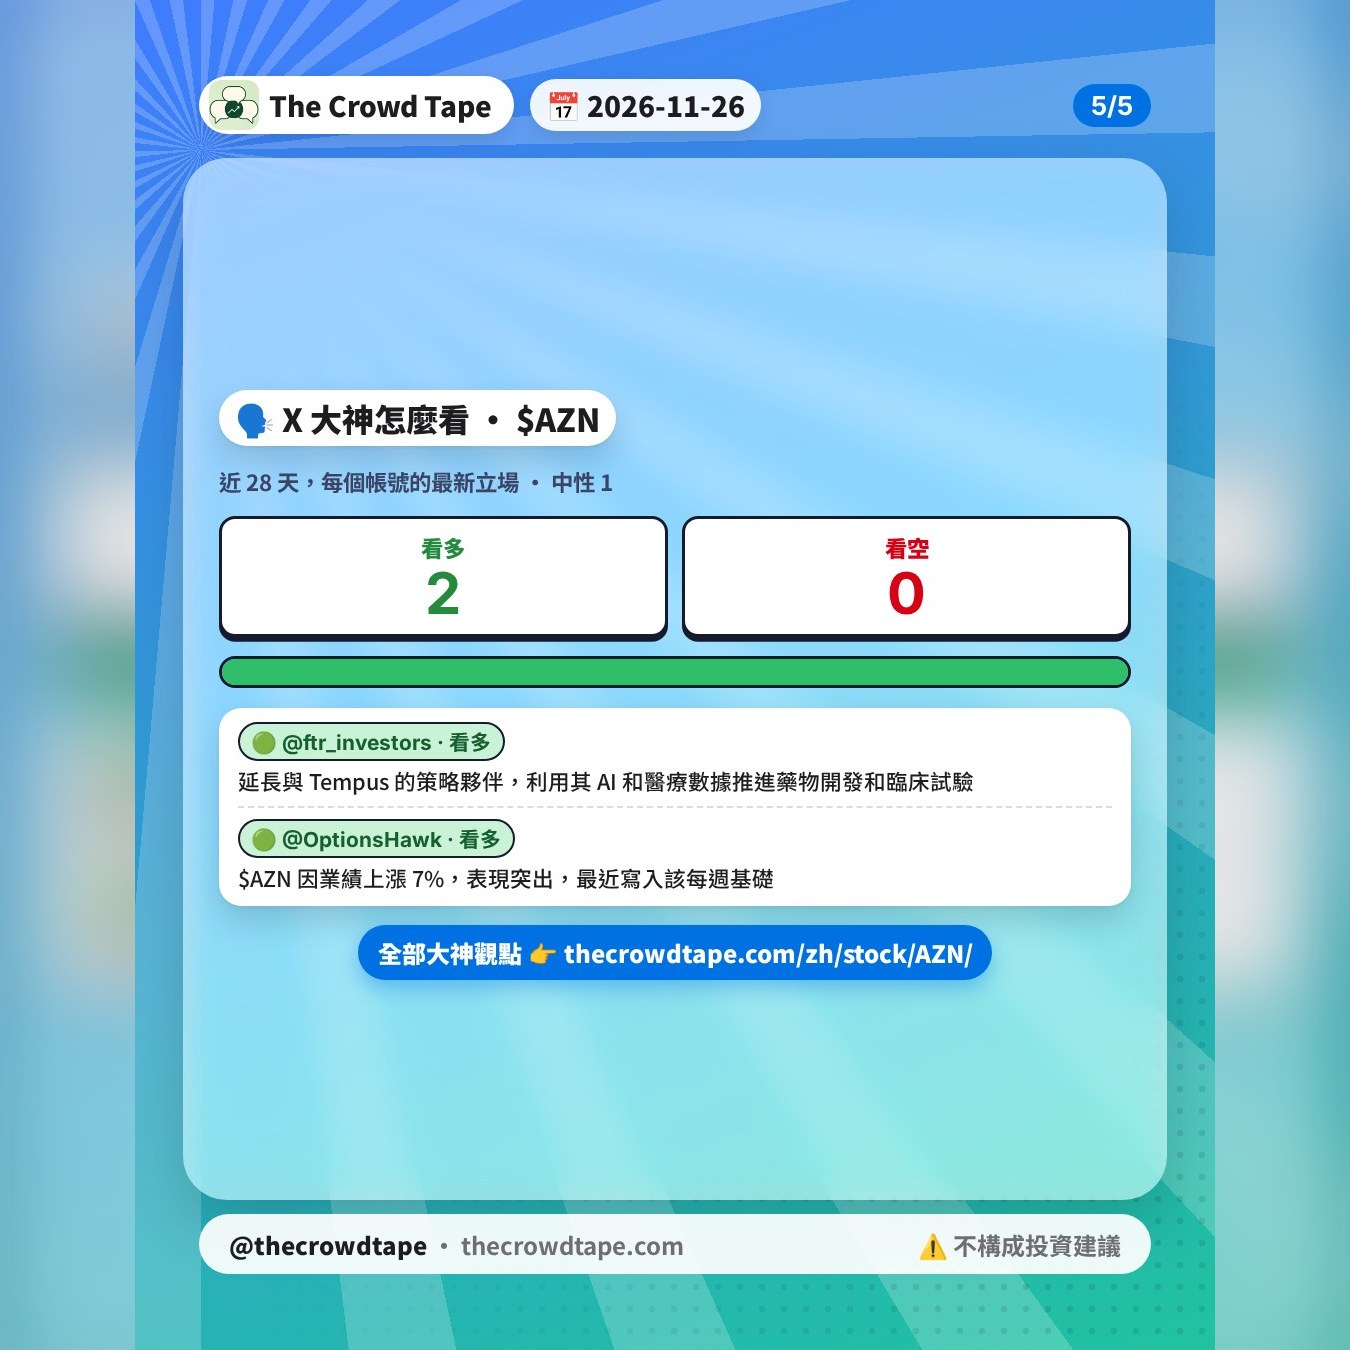 The Crowd Tape
📅 2026-11-26
5/5
🗣️ X 大神怎麼看 · $AZN
近 28 天，每個帳號的最新立場 · 中性 1
看多
2
看空
0
🟢 @ftr_investors · 看多
延長與 Tempus 的策略夥伴，利用其 AI 和醫療數據推進藥物開發和臨床試驗
🟢 @OptionsHawk · 看多
$AZN 因業績上漲 7%，表現突出，最近寫入該每週基礎
全部大神觀點 👉 thecrowdtape.com/zh/stock/AZN/
@thecrowdtape · thecrowdtape.com
⚠️ 不構成投資建議